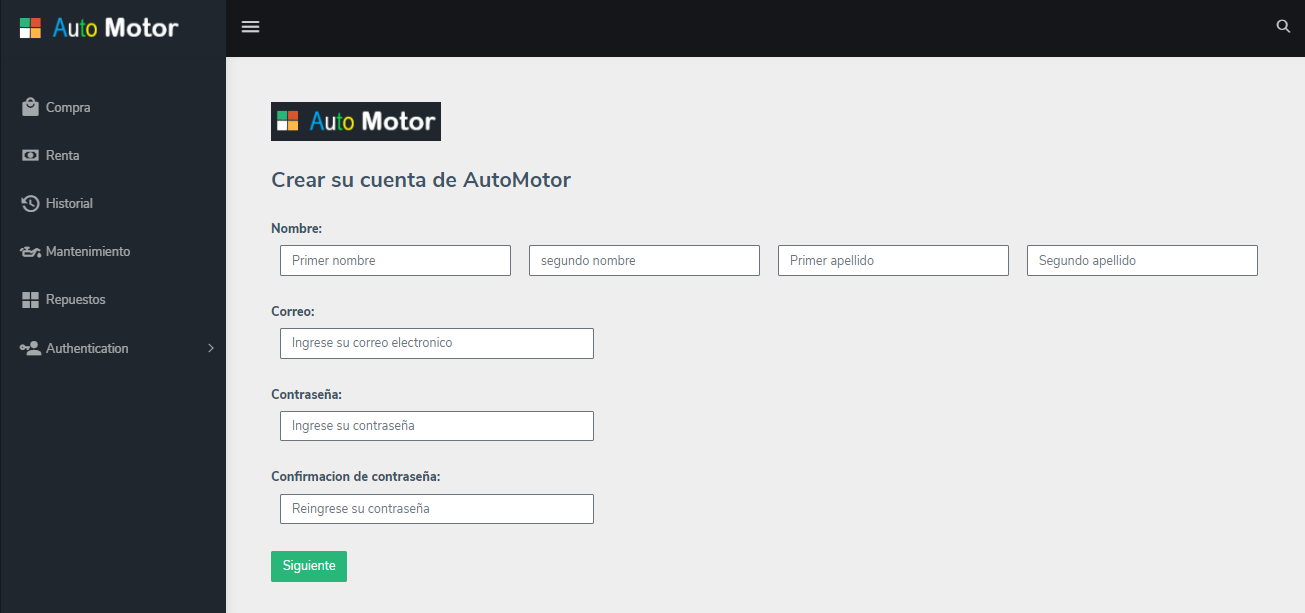 Auto Motor
Compra
Renta
Historial
Mantenimiento
Repuestos
Authentication
Auto Motor
Crear su cuenta de AutoMotor
Nombre:
Primer nombre segundo nombre Primer apellido Segundo apellido
Correo:
Ingrese su correo electronico
Contraseña:
Ingrese su contraseña
Confirmacion de contraseña:
Reingrese su contraseña
Siguiente